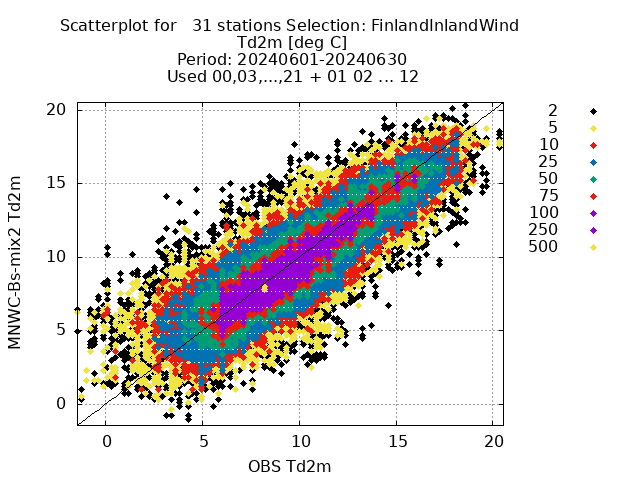 Scatterplot for   31 stations Selection: FinlandInlandWind
Td2m [deg C]
Period: 20240601-20240630
Used 00,03,...,21 + 01 02 ... 12
2
5
10
25
50
75
100
250
500
MNWC-Bs-mix2 Td2m
20
15
10
5
0
0 5 10 15 20
OBS Td2m